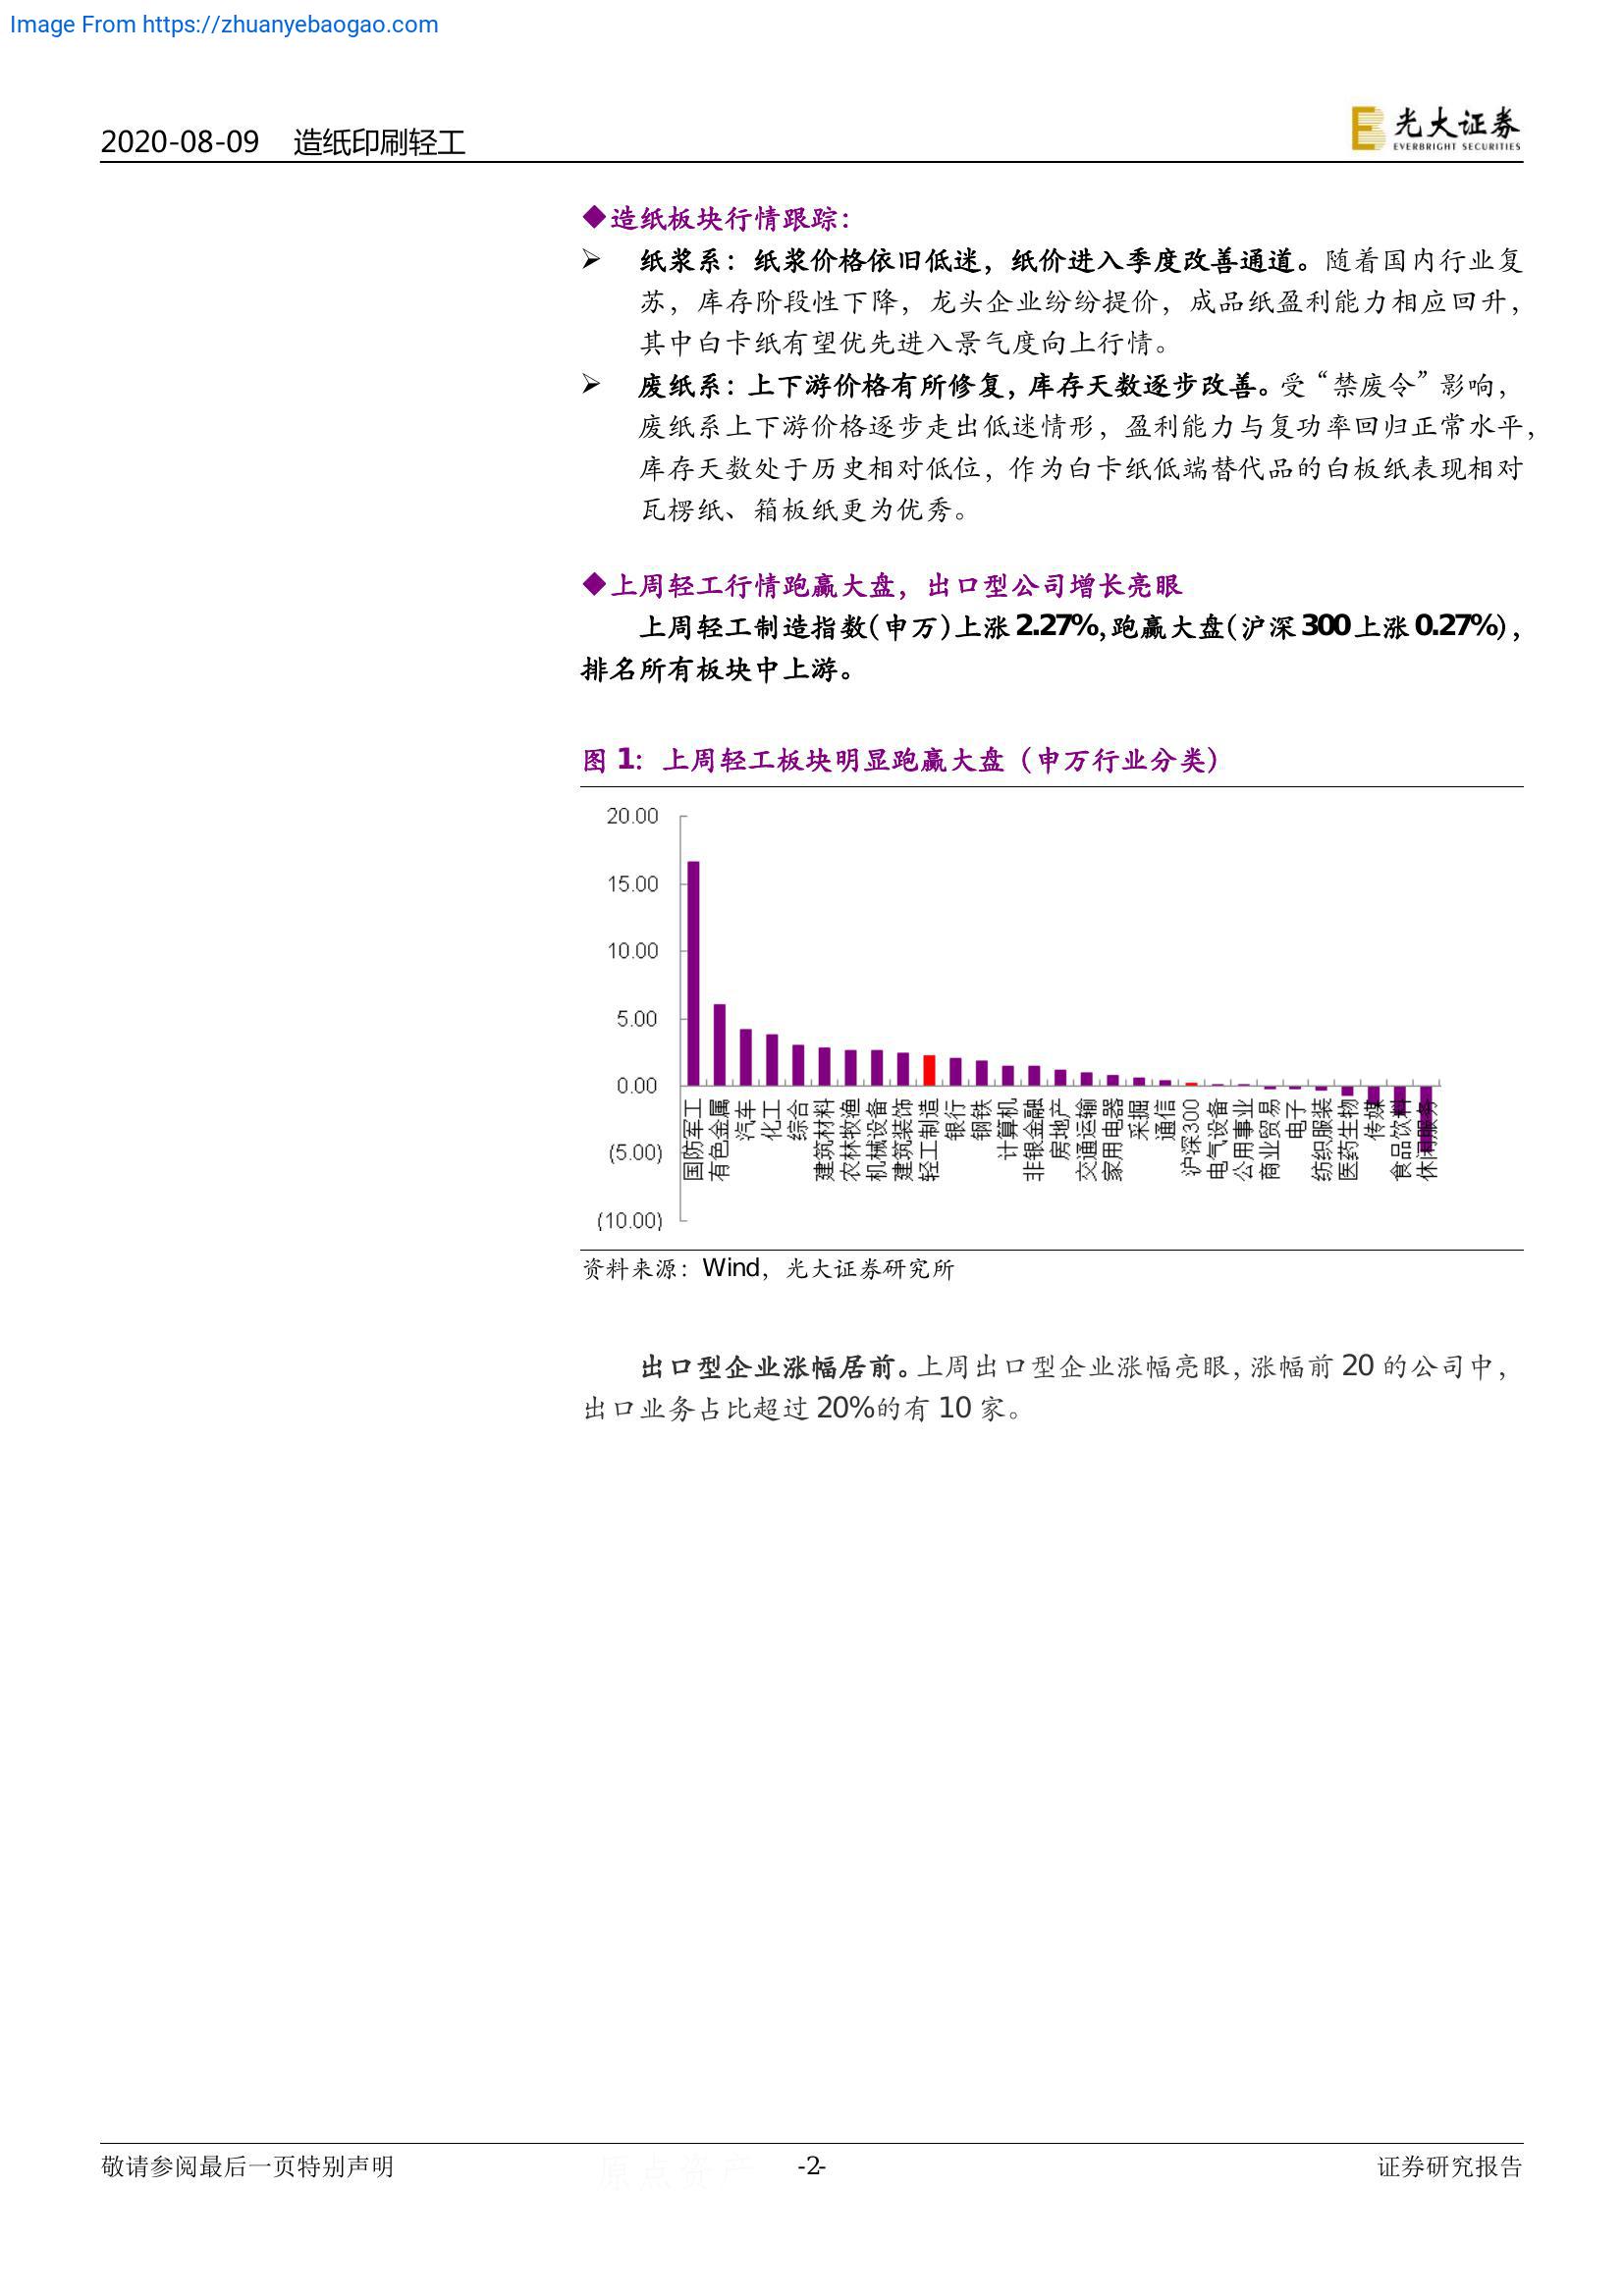 Image From https://zhuanyebaogao.com
2020-08-09 造纸印刷轻工
光大证券
EVERBRIGHT SECURITIES
◆造纸板块行情跟踪：
➢ 纸浆系：纸浆价格依旧低迷，纸价进入季度改善通道。随着国内行业复
苏，库存阶段性下降，龙头企业纷纷提价，成品纸盈利能力相应回升，
其中白卡纸有望优先进入景气度向上行情。
➢ 废纸系：上下游价格有所修复，库存天数逐步改善。受“禁废令”影响，
废纸系上下游价格逐步走出低迷情形，盈利能力与复功率回归正常水平，
库存天数处于历史相对低位，作为白卡纸低端替代品的白板纸表现相对
瓦楞纸、箱板纸更为优秀。
◆上周轻工行情跑赢大盘，出口型公司增长亮眼
上周轻工制造指数(申万)上涨 2.27%，跑赢大盘(沪深 300 上涨 0.27%)，
排名所有板块中上游。
图 1：上周轻工板块明显跑赢大盘（申万行业分类）
20.00
15.00
10.00
5.00
0.00
(5.00)
(10.00)
国防军工
有色金属
汽车
化工
综合
建筑材料
农林牧渔
机械设备
建筑装饰
轻工制造
银行
钢铁
计算机
非银金融
房地产
交通运输
家用电器
采掘
通信
沪深300
电气设备
公用事业
商业贸易
电子
纺织服装
医药生物
传媒
食品饮料
休闲服务
资料来源：Wind，光大证券研究所
出口型企业涨幅居前。上周出口型企业涨幅亮眼，涨幅前 20 的公司中，
出口业务占比超过 20%的有 10 家。
敬请参阅最后一页特别声明
原点资产
-2-
证券研究报告